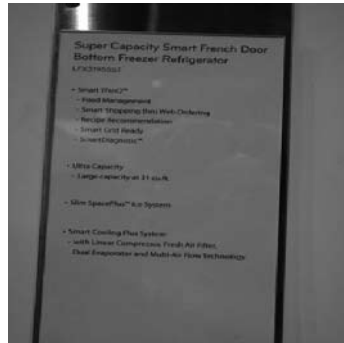 Super Capacity Smart French Door
Bottom Freezer Refrigerator
• Smart ThinQ™
- Food Management
- Smart Shopping thru Web-Ordering
- Recipe Recommendation
- Smart Grid Ready
- SmartDiagnostic™
• Ultra Capacity
- Large capacity at 31 cu.ft.
• Slim SpacePlus™ Ice System
• Smart Cooling Plus System
- with Linear Compressor, Fresh Air Filter,
Dual Evaporator and Multi-Air Flow Technology